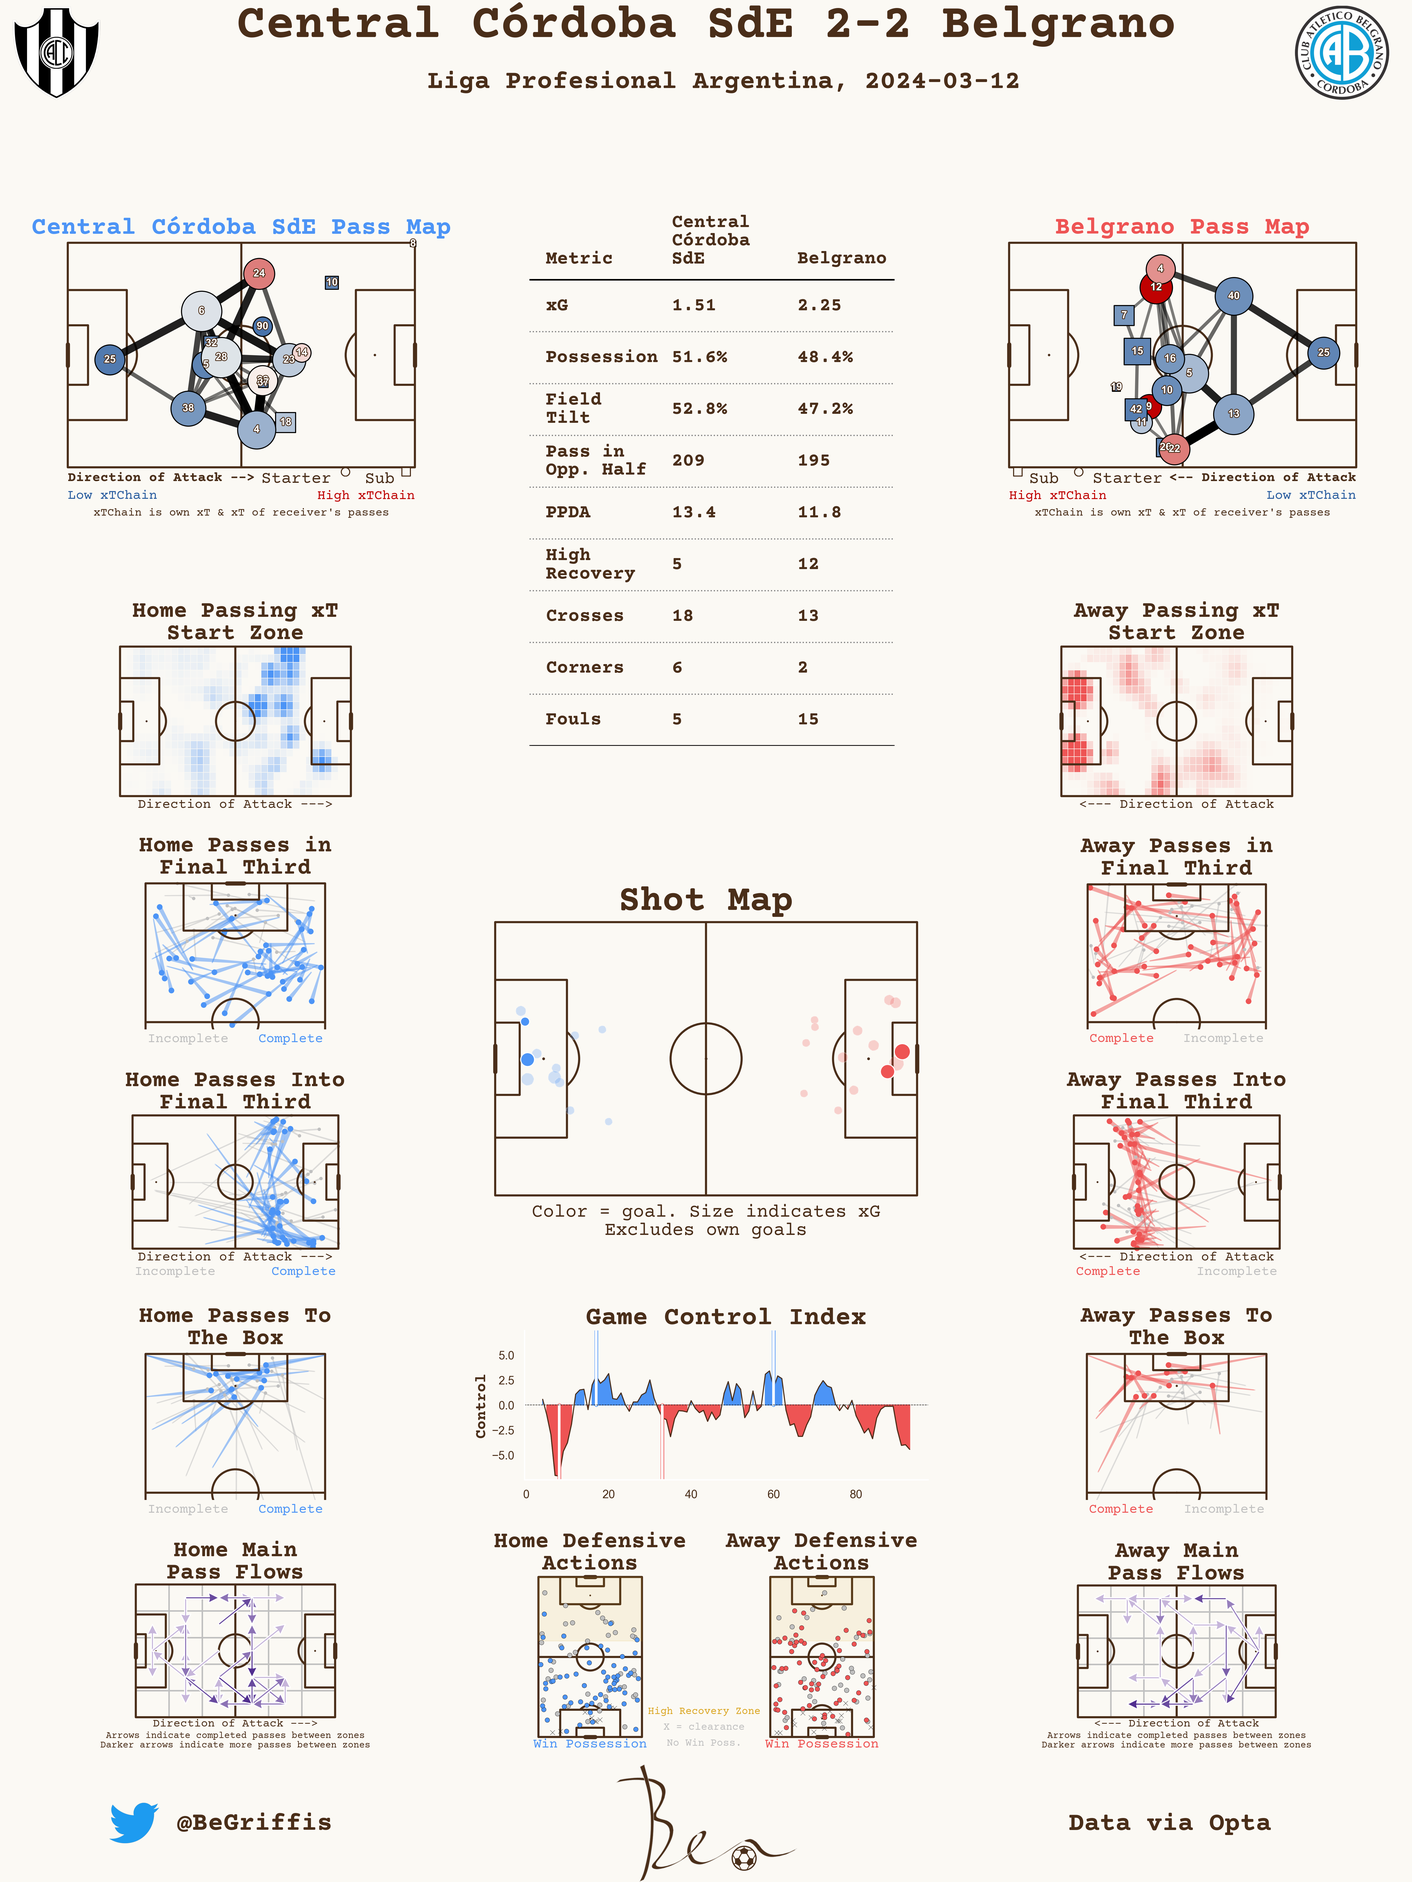 Central Córdoba SdE 2-2 Belgrano
Liga Profesional Argentina, 2024-03-12
CACC
CLUB ATLETICO BELGRANO
CORDOBA
CAB
Central Córdoba SdE Pass Map
8
24
10
6
90
32
25
5
28
23
14
38
18
4
Direction of Attack -->
Starter
Sub
Low xTChain
High xTChain
xTChain is own xT & xT of receiver's passes
Metric
Central
Córdoba
SdE
Belgrano
xG
1.51
2.25
Possession
51.6%
48.4%
Field
Tilt
52.8%
47.2%
Pass in
Opp. Half
209
195
PPDA
13.4
11.8
High
Recovery
5
12
Crosses
18
13
Corners
6
2
Fouls
5
15
Belgrano Pass Map
4
12
40
7
15
16
25
5
19
10
42
9
11
13
22
Sub
Starter
<-- Direction of Attack
High xTChain
Low xTChain
xTChain is own xT & xT of receiver's passes
Home Passing xT
Start Zone
Direction of Attack --->
Away Passing xT
Start Zone
<--- Direction of Attack
Home Passes in
Final Third
Incomplete
Complete
Away Passes in
Final Third
Complete
Incomplete
Shot Map
Color = goal. Size indicates xG
Excludes own goals
Home Passes Into
Final Third
Direction of Attack --->
Incomplete
Complete
Away Passes Into
Final Third
<--- Direction of Attack
Complete
Incomplete
Home Passes To
The Box
Incomplete
Complete
Game Control Index
Control
5.0
2.5
0.0
−2.5
−5.0
0
20
40
60
80
Away Passes To
The Box
Complete
Incomplete
Home Main
Pass Flows
Direction of Attack --->
Arrows indicate completed passes between zones
Darker arrows indicate more passes between zones
Home Defensive
Actions
Win Possession
High Recovery Zone
X = clearance
No Win Poss.
Away Defensive
Actions
Win Possession
Away Main
Pass Flows
<--- Direction of Attack
Arrows indicate completed passes between zones
Darker arrows indicate more passes between zones
@BeGriffis
Ben
Data via Opta